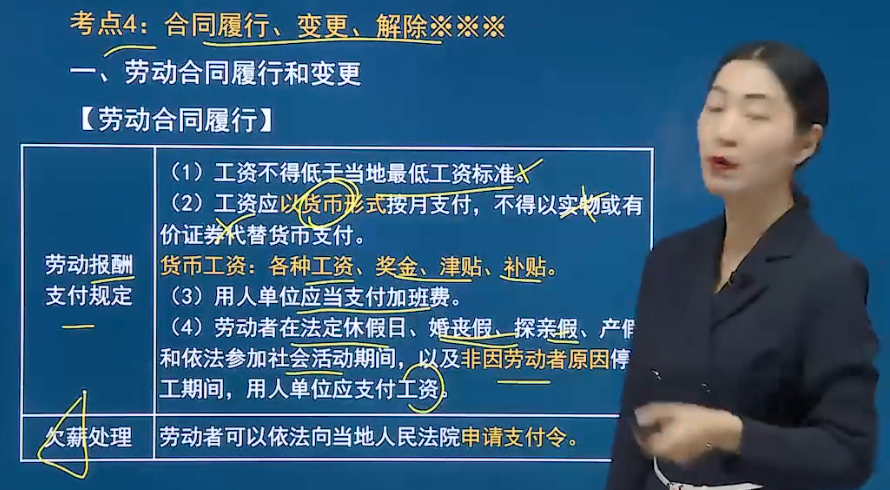 考点4：合同履行、变更、解除※※※
一、劳动合同履行和变更
【劳动合同履行】
劳动报酬
支付规定
（1）工资不得低于当地最低工资标准。
（2）工资应以货币形式按月支付，不得以实物或有
价证券代替货币支付。
货币工资：各种工资、奖金、津贴、补贴。
（3）用人单位应当支付加班费。
（4）劳动者在法定休假日、婚丧假、探亲假、产假
和依法参加社会活动期间，以及非因劳动者原因停
工期间，用人单位应支付工资。
欠薪处理
劳动者可以依法向当地人民法院申请支付令。